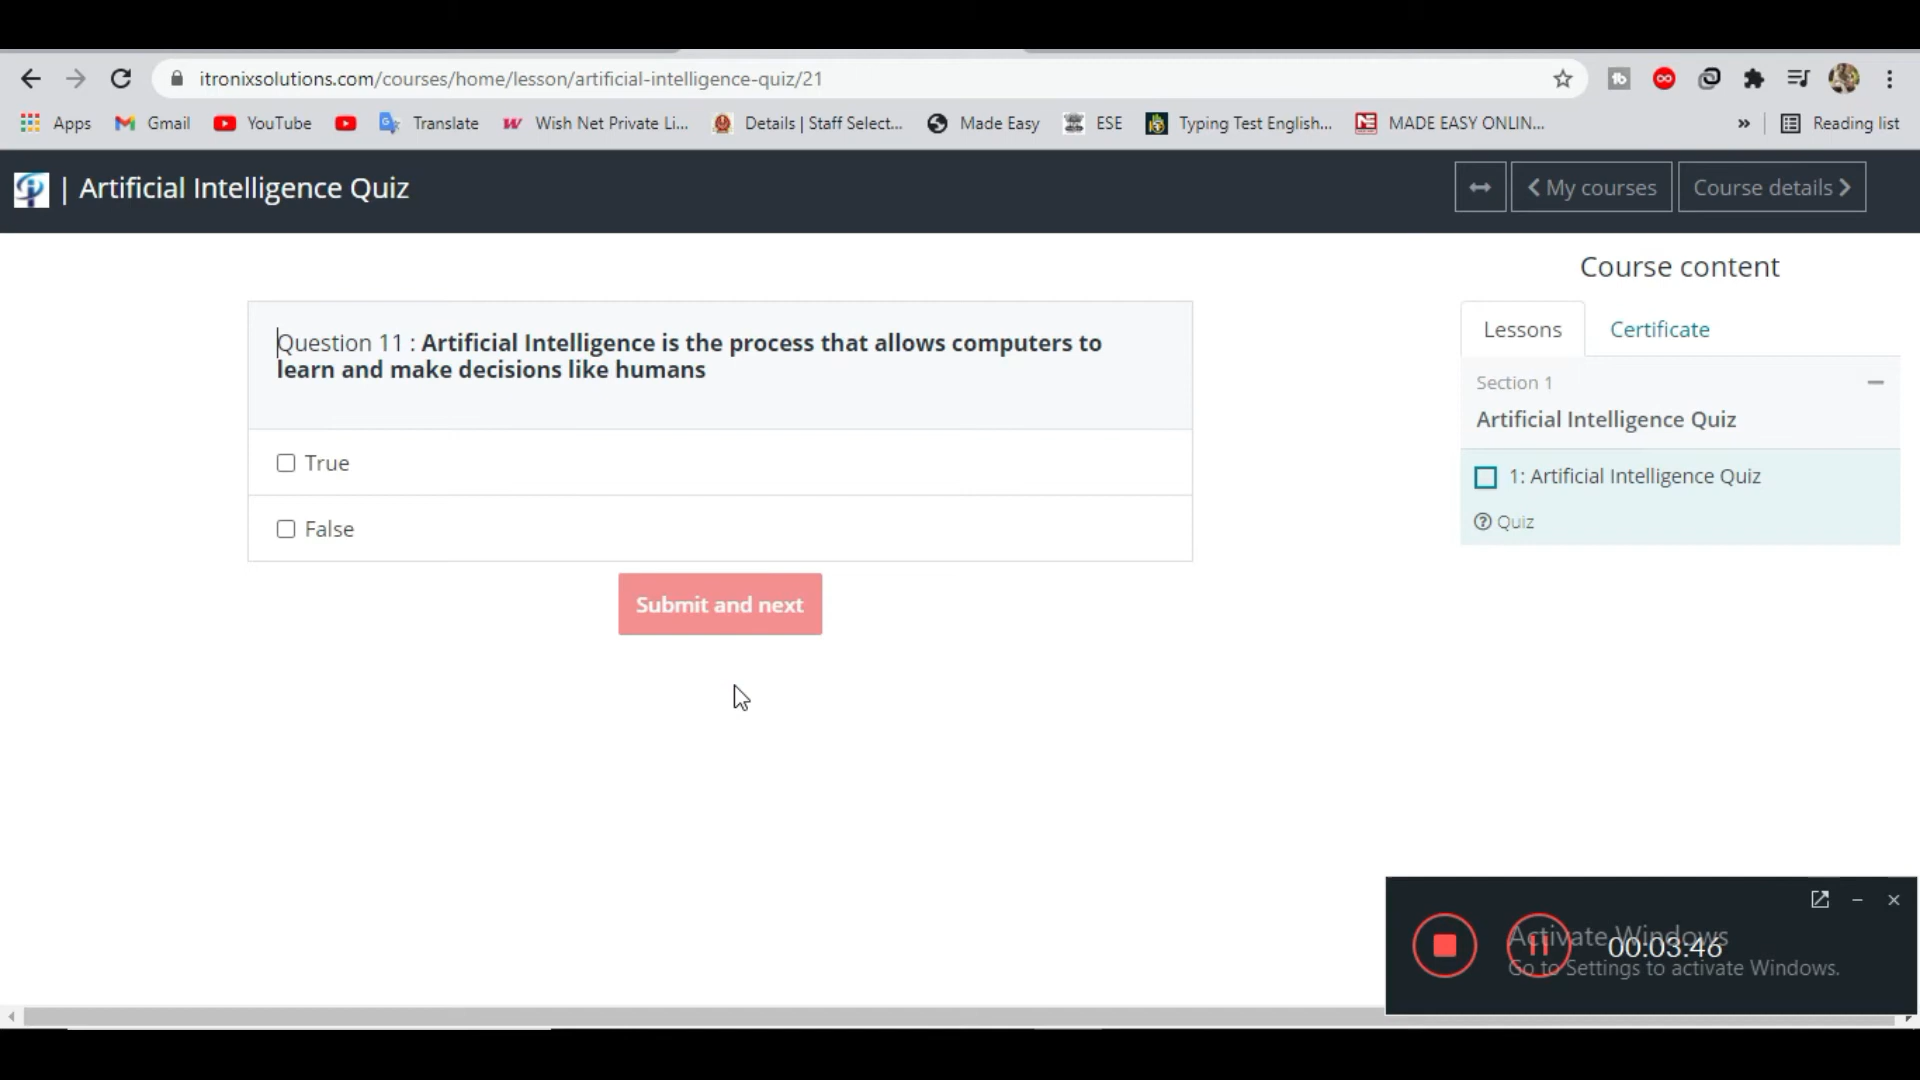 itronixsolutions.com/courses/home/lesson/artificial-intelligence-quiz/21
Apps Gmail YouTube Translate Wish Net Private Li... Details | Staff Select... Made Easy ESE Typing Test English... MADE EASY ONLIN... » Reading list
| Artificial Intelligence Quiz
My courses
Course details
Course content
Question 11 : Artificial Intelligence is the process that allows computers to
learn and make decisions like humans
True
False
Submit and next
Lessons Certificate
Section 1
Artificial Intelligence Quiz
1: Artificial Intelligence Quiz
Quiz
Activate Windows
00:03:46
Go to Settings to activate Windows.